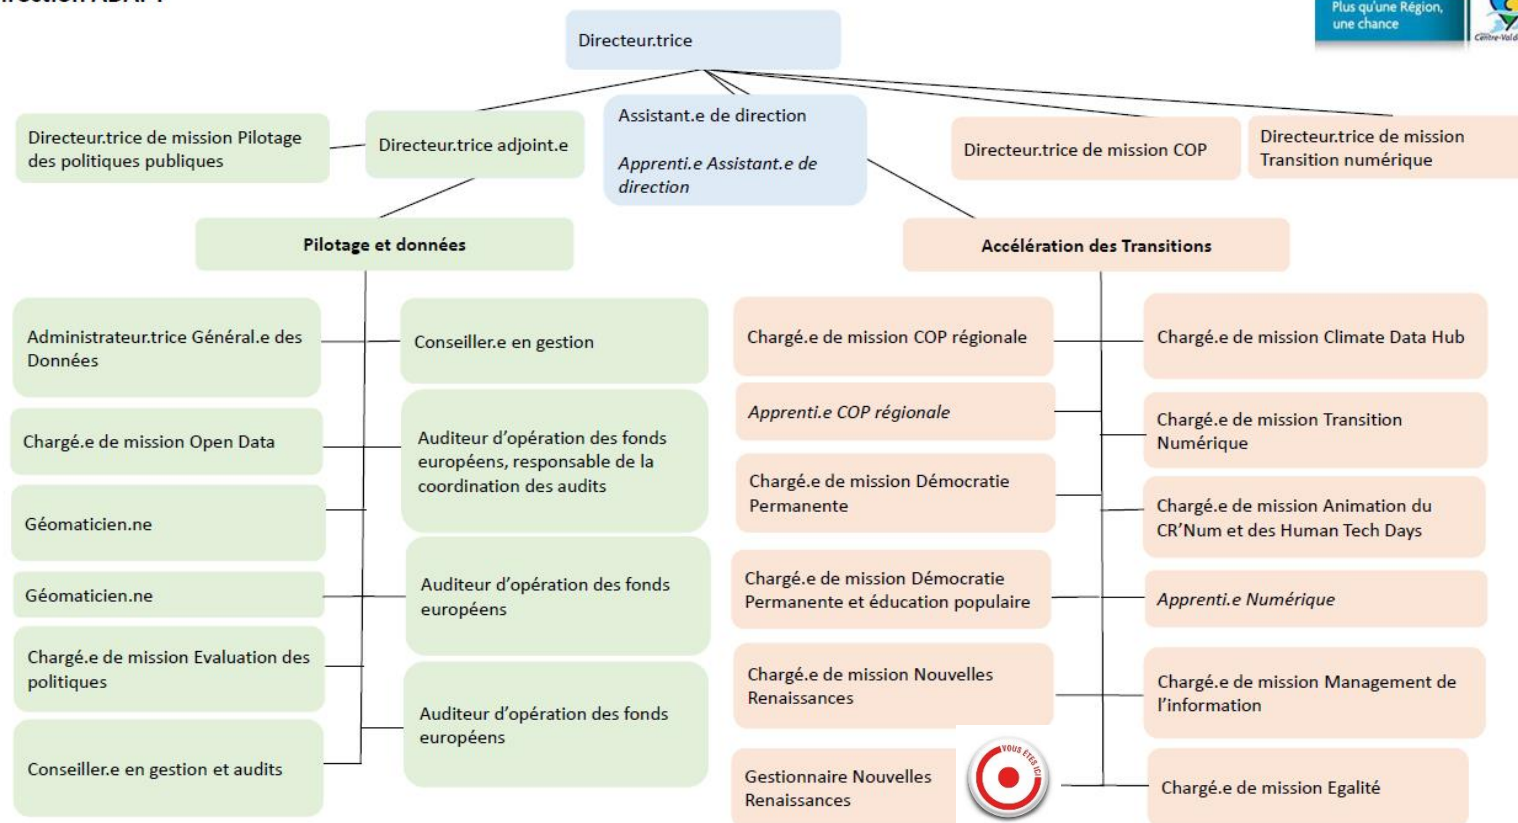 Plus qu'une Région,
une chance
Directeur.trice
Directeur.trice de mission Pilotage
des politiques publiques
Directeur.trice adjoint.e
Assistant.e de direction
Apprenti.e Assistant.e de
direction
Directeur.trice de mission COP
Directeur.trice de mission
Transition numérique
Pilotage et données
Administrateur.trice Général.e des
Données
Chargé.e de mission Open Data
Géomaticien.ne
Géomaticien.ne
Chargé.e de mission Evaluation des
politiques
Conseiller.e en gestion et audits
Conseiller.e en gestion
Auditeur d'opération des fonds
européens, responsable de la
coordination des audits
Auditeur d'opération des fonds
européens
Auditeur d'opération des fonds
européens
Accélération des Transitions
Chargé.e de mission COP régionale
Apprenti.e COP régionale
Chargé.e de mission Démocratie
Permanente
Chargé.e de mission Démocratie
Permanente et éducation populaire
Chargé.e de mission Nouvelles
Renaissances
Gestionnaire Nouvelles
Renaissances
VOUS ÊTES ICI
Chargé.e de mission Climate Data Hub
Chargé.e de mission Transition
Numérique
Chargé.e de mission Animation du
CR'Num et des Human Tech Days
Apprenti.e Numérique
Chargé.e de mission Management de
l'information
Chargé.e de mission Egalité